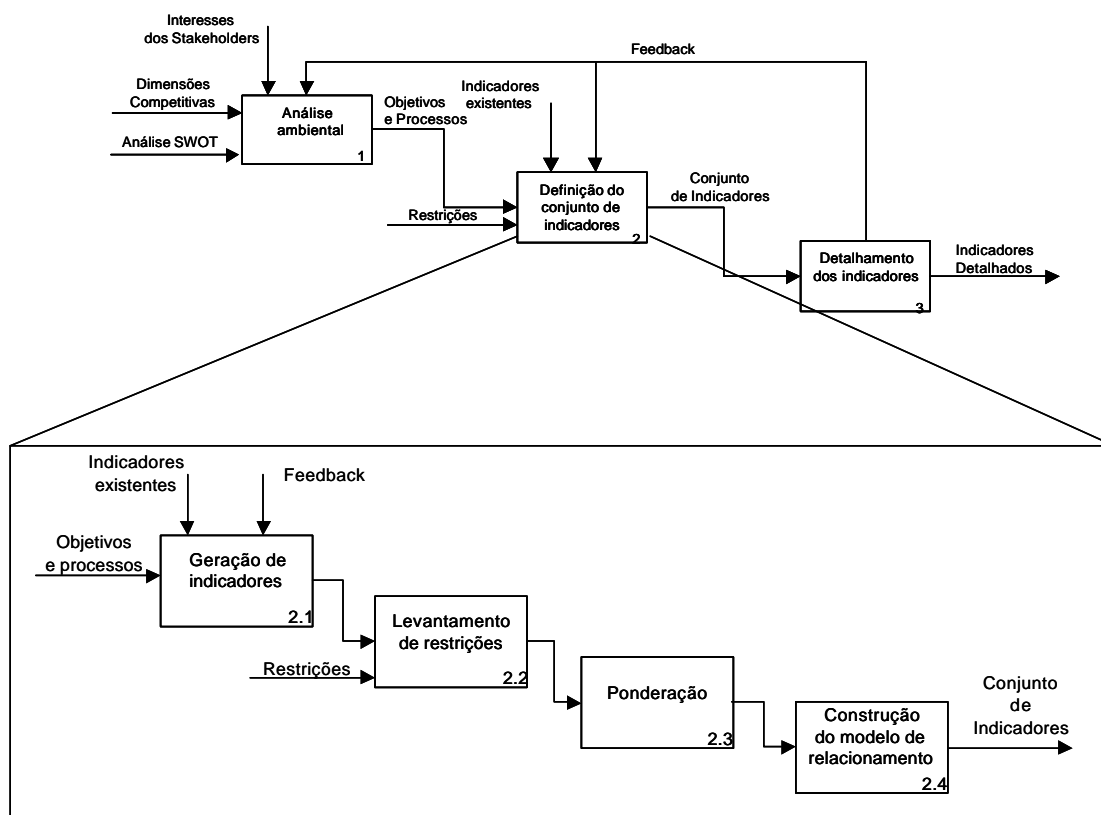 Interesses
dos Stakeholders
Feedback
Dimensões
Competitivas
Análise SWOT
Análise
ambiental
1
Objetivos
e Processos
Indicadores
existentes
Restrições
Definição do
conjunto de
indicadores
2
Conjunto
de Indicadores
Detalhamento
dos indicadores
3
Indicadores
Detalhados
Indicadores
existentes
Feedback
Objetivos
e processos
Geração de
indicadores
2.1
Restrições
Levantamento
de restrições
2.2
Ponderação
2.3
Construção
do modelo de
relacionamento
2.4
Conjunto
de
Indicadores